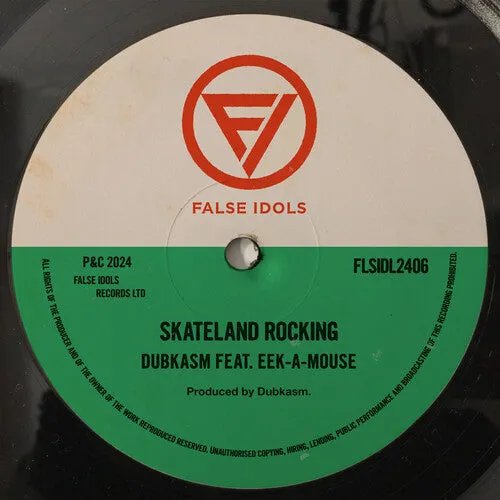 FALSE IDOLS
P&C 2024
FALSE IDOLS
RECORDS LTD
FLSIDL2406
SKATELAND ROCKING
DUBKASM FEAT. EEK-A-MOUSE
Produced by Dubkasm.
ALL RIGHTS OF THE PRODUCER AND OF THE OWNER OF THE WORK REPRODUCED RESERVED. UNAUTHORISED COPYING, HIRING, LENDING, PUBLIC PERFORMANCE AND BROADCASTING OF THIS RECORDING PROHIBITED.